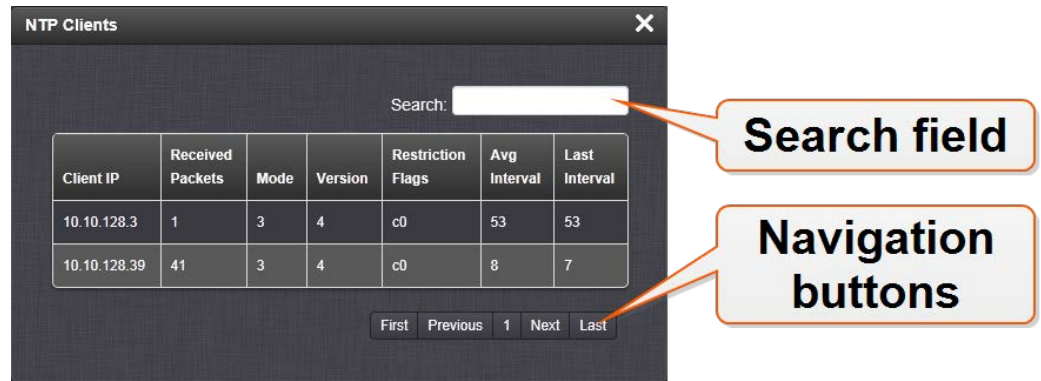 NTP Clients
Search:
Search field
Client IP Received Packets Mode Version Restriction Flags Avg Interval Last Interval
10.10.128.3 1 3 4 c0 53 53
10.10.128.39 41 3 4 c0 8 7
Navigation
buttons
First Previous 1 Next Last